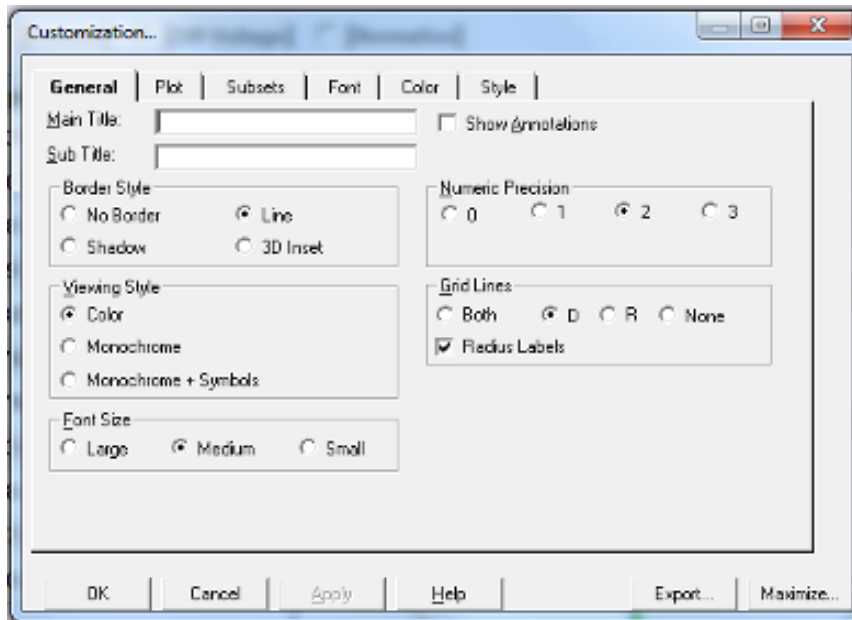 Customization...
General Plot Subsets Font Color Style
Main Title: Show Annotations
Sub Title:
Border Style
No Border Line
Shadow 3D Inset
Numeric Precision
0 1 2 3
Viewing Style
Color
Monochrome
Monochrome + Symbols
Grid Lines
Both D R None
Radius Labels
Font Size
Large Medium Small
OK Cancel Apply Help Export... Maximize...